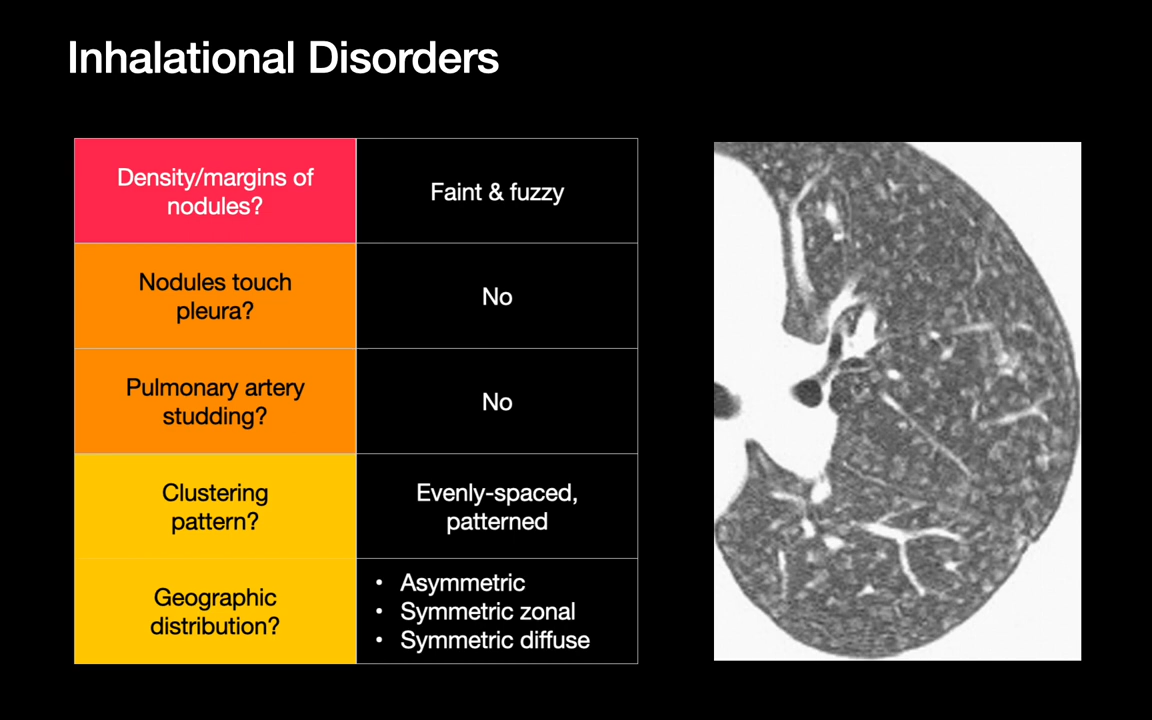 Inhalational Disorders
Density/margins of
nodules?
Faint & fuzzy
Nodules touch
pleura?
No
Pulmonary artery
studding?
No
Clustering
pattern?
Evenly-spaced,
patterned
Geographic
distribution?
• Asymmetric
• Symmetric zonal
• Symmetric diffuse